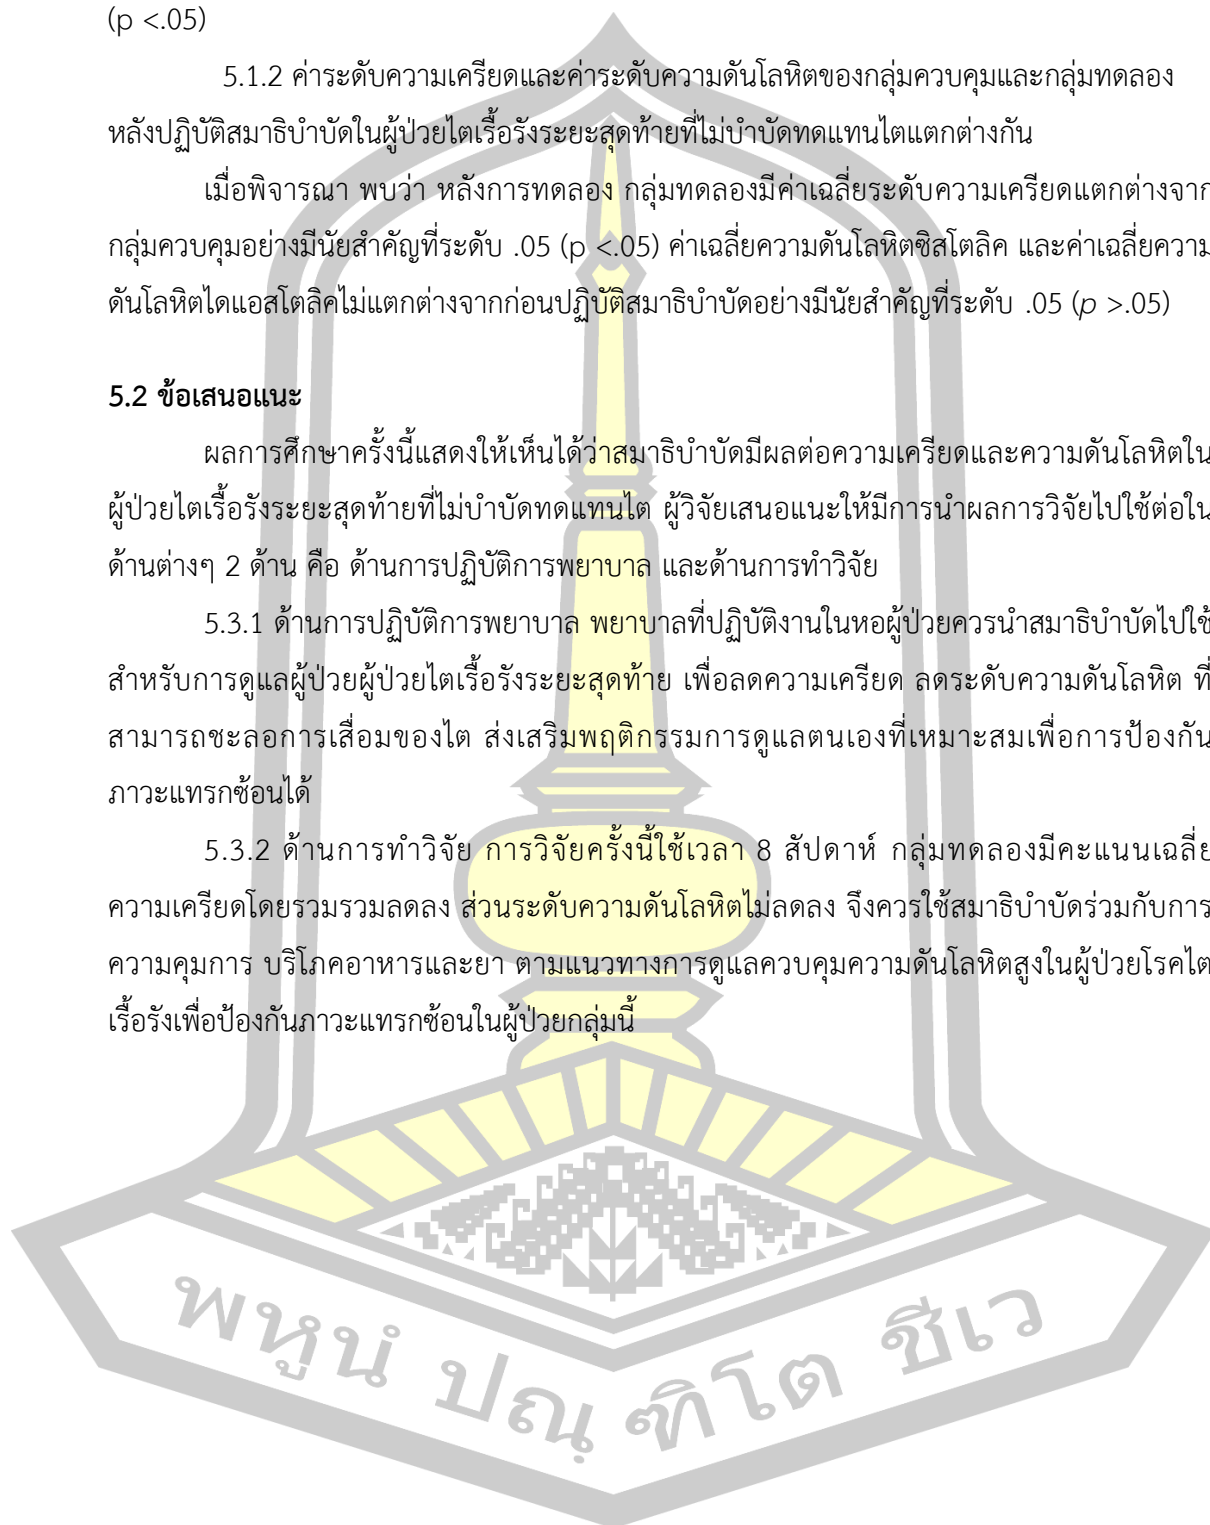 (p <.05)
5.1.2 ค่าระดับความเครียดและค่าระดับความดันโลหิตของกลุ่มควบคุมและกลุ่มทดลอง
หลังปฏิบัติสมาธิบำบัดในผู้ป่วยไตเรื้อรังระยะสุดท้ายที่ไม่บำบัดทดแทนไตแตกต่างกัน
เมื่อพิจารณา พบว่า หลังการทดลอง กลุ่มทดลองมีค่าเฉลี่ยระดับความเครียดแตกต่างจาก
กลุ่มควบคุมอย่างมีนัยสำคัญที่ระดับ .05 (p <.05) ค่าเฉลี่ยความดันโลหิตซิสโตลิค และค่าเฉลี่ยความ
ดันโลหิตไดแอสโตลิคไม่แตกต่างจากก่อนปฏิบัติสมาธิบำบัดอย่างมีนัยสำคัญที่ระดับ .05 (p >.05)
5.2 ข้อเสนอแนะ
ผลการศึกษาครั้งนี้แสดงให้เห็นได้ว่าสมาธิบำบัดมีผลต่อความเครียดและความดันโลหิตใน
ผู้ป่วยไตเรื้อรังระยะสุดท้ายที่ไม่บำบัดทดแทนไต ผู้วิจัยเสนอแนะให้มีการนำผลการวิจัยไปใช้ต่อใน
ด้านต่างๆ 2 ด้าน คือ ด้านการปฏิบัติการพยาบาล และด้านการทำวิจัย
5.3.1 ด้านการปฏิบัติการพยาบาล พยาบาลที่ปฏิบัติงานในหอผู้ป่วยควรนำสมาธิบำบัดไปใช้
สำหรับการดูแลผู้ป่วยผู้ป่วยไตเรื้อรังระยะสุดท้าย เพื่อลดความเครียด ลดระดับความดันโลหิต ที่
สามารถชะลอการเสื่อมของไต ส่งเสริมพฤติกรรมการดูแลตนเองที่เหมาะสมเพื่อการป้องกัน
ภาวะแทรกซ้อนได้
5.3.2 ด้านการทำวิจัย การวิจัยครั้งนี้ใช้เวลา 8 สัปดาห์ กลุ่มทดลองมีคะแนนเฉลี่ย
ความเครียดโดยรวมรวมลดลง ส่วนระดับความดันโลหิตไม่ลดลง จึงควรใช้สมาธิบำบัดร่วมกับการ
ความคุมการ บริโภคอาหารและยา ตามแนวทางการดูแลควบคุมความดันโลหิตสูงในผู้ป่วยโรคไต
เรื้อรังเพื่อป้องกันภาวะแทรกซ้อนในผู้ป่วยกลุ่มนี้
พหูนํ ปณฺฑิโต ชีเว